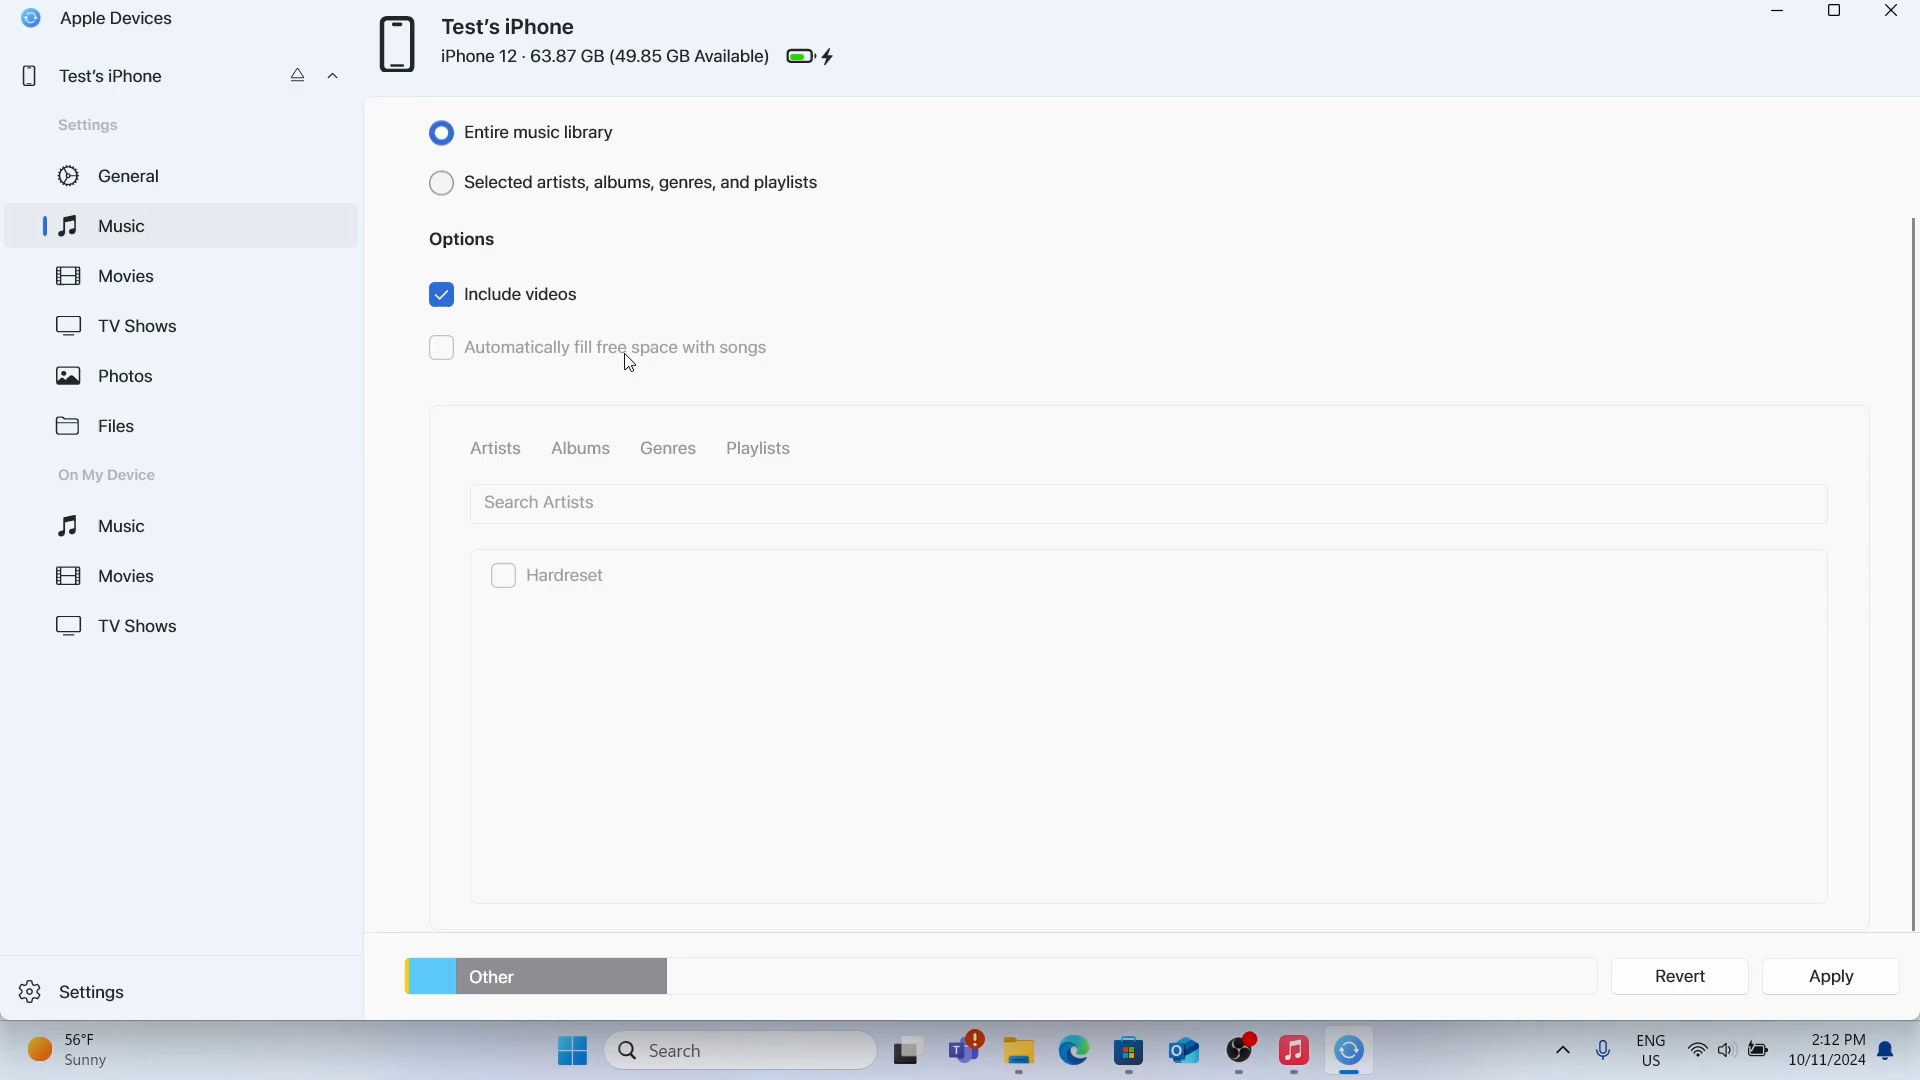 Apple Devices
Test's iPhone
Settings
General
Music
Movies
TV Shows
Photos
Files
On My Device
Music
Movies
TV Shows
Settings
Test's iPhone
iPhone 12 · 63.87 GB (49.85 GB Available)
Entire music library
Selected artists, albums, genres, and playlists
Options
Include videos
Automatically fill free space with songs
Artists Albums Genres Playlists
Search Artists
Hardreset
Other
Revert Apply
56°F
Sunny
Search
ENG
US
2:12 PM
10/11/2024